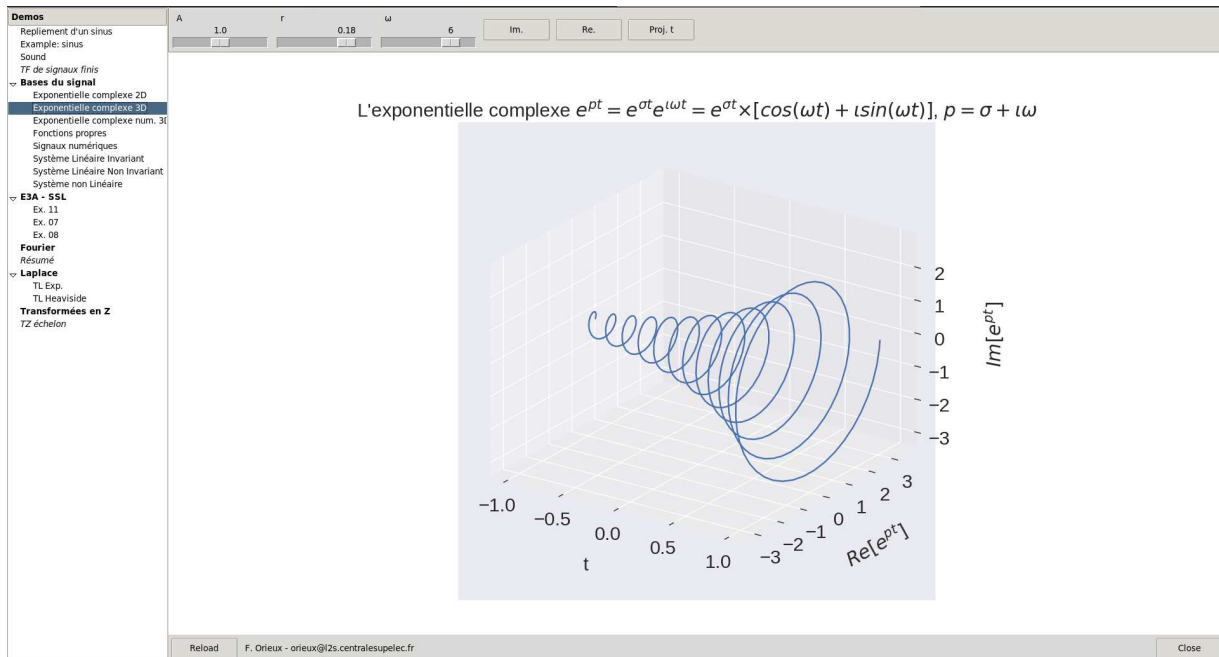 Demos
Repliement d'un sinus
Example: sinus
Sound
TF de signaux finis
Bases du signal
Exponentielle complexe 2D
Exponentielle complexe 3D
Exponentielle complexe num. 3D
Fonctions propres
Signaux numériques
Système Linéaire Invariant
Système Linéaire Non Invariant
Système non Linéaire
E3A - SSL
Ex. 11
Ex. 07
Ex. 08
Fourier
Résumé
Laplace
TL Exp.
TL Heaviside
Transformées en Z
TZ échelon
A r ω
1.0 0.18 6
Im. Re. Proj. t
L'exponentielle complexe e^{pt} = e^{σt}e^{ιωt} = e^{σt}×[cos(ωt) + ιsin(ωt)], p = σ + ιω
2
1
0
−1
−2
−3
Im[e^{pt}]
−1.0 −0.5 0.0 0.5 1.0
t
−3 −2 −1 0 1 2 3
Re[e^{pt}]
Reload F. Orieux - orieux@l2s.centralesupelec.fr Close